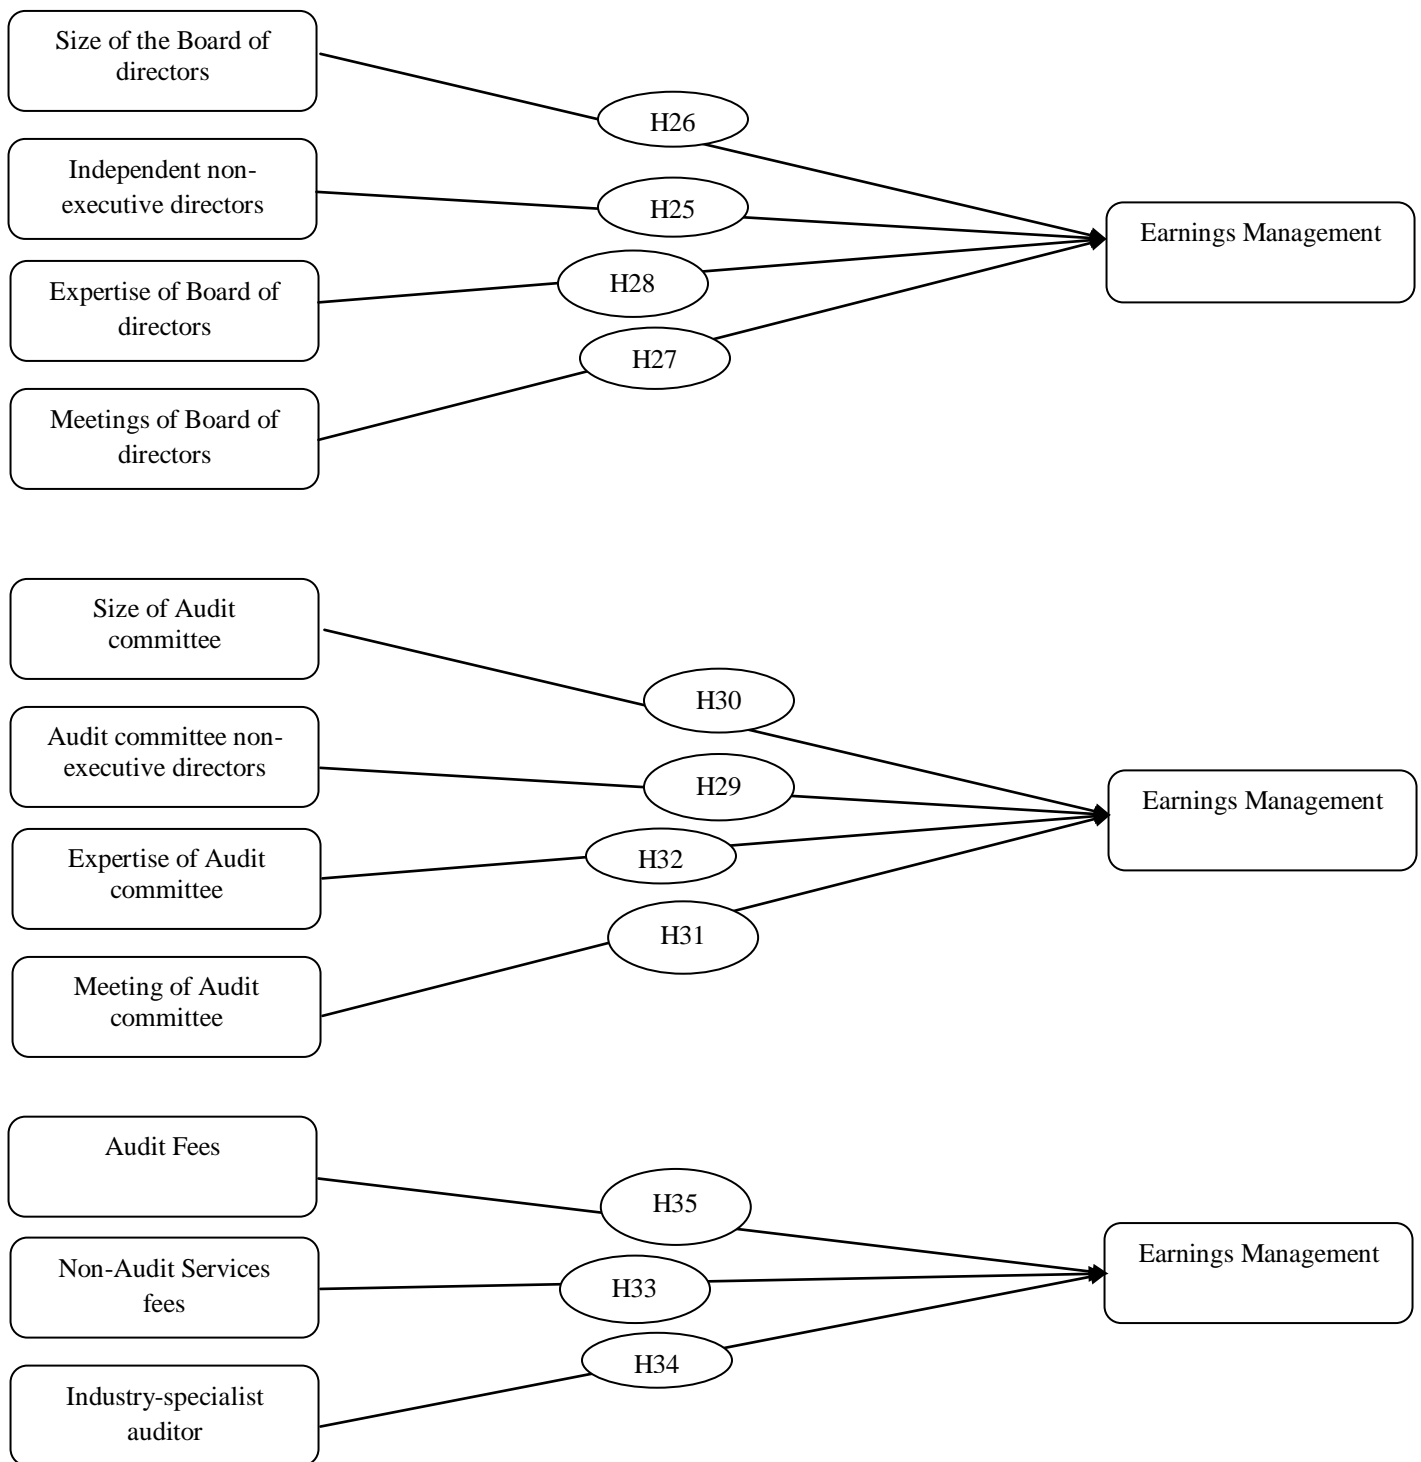 Size of the Board of
directors
H26
Independent non-
executive directors
H25
Earnings Management
Expertise of Board of
directors
H28
H27
Meetings of Board of
directors
Size of Audit
committee
H30
Audit committee non-
executive directors
H29
Earnings Management
Expertise of Audit
committee
H32
H31
Meeting of Audit
committee
Audit Fees
H35
Non-Audit Services
fees
H33
Earnings Management
H34
Industry-specialist
auditor